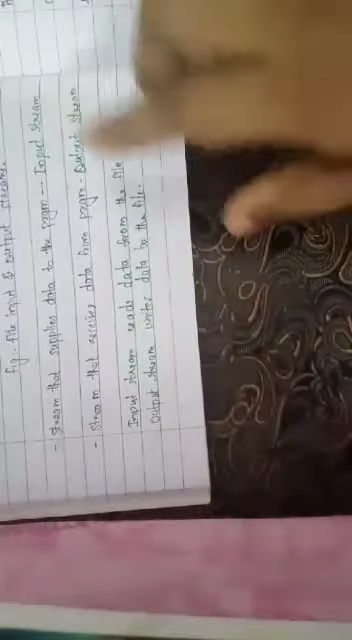 Fig:- File input & output streams.
- Stream that supplies data to the prgm -- Input stream
- Stream that receives data from prgm - Output stream
Input stream reads data from the file
Output stream writes data to the file.